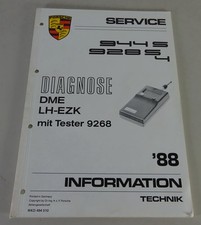 SERVICE
944 S
928 S
4
DIAGNOSE
DME
LH-EZK
mit Tester 9268
'88
INFORMATION
TECHNIK